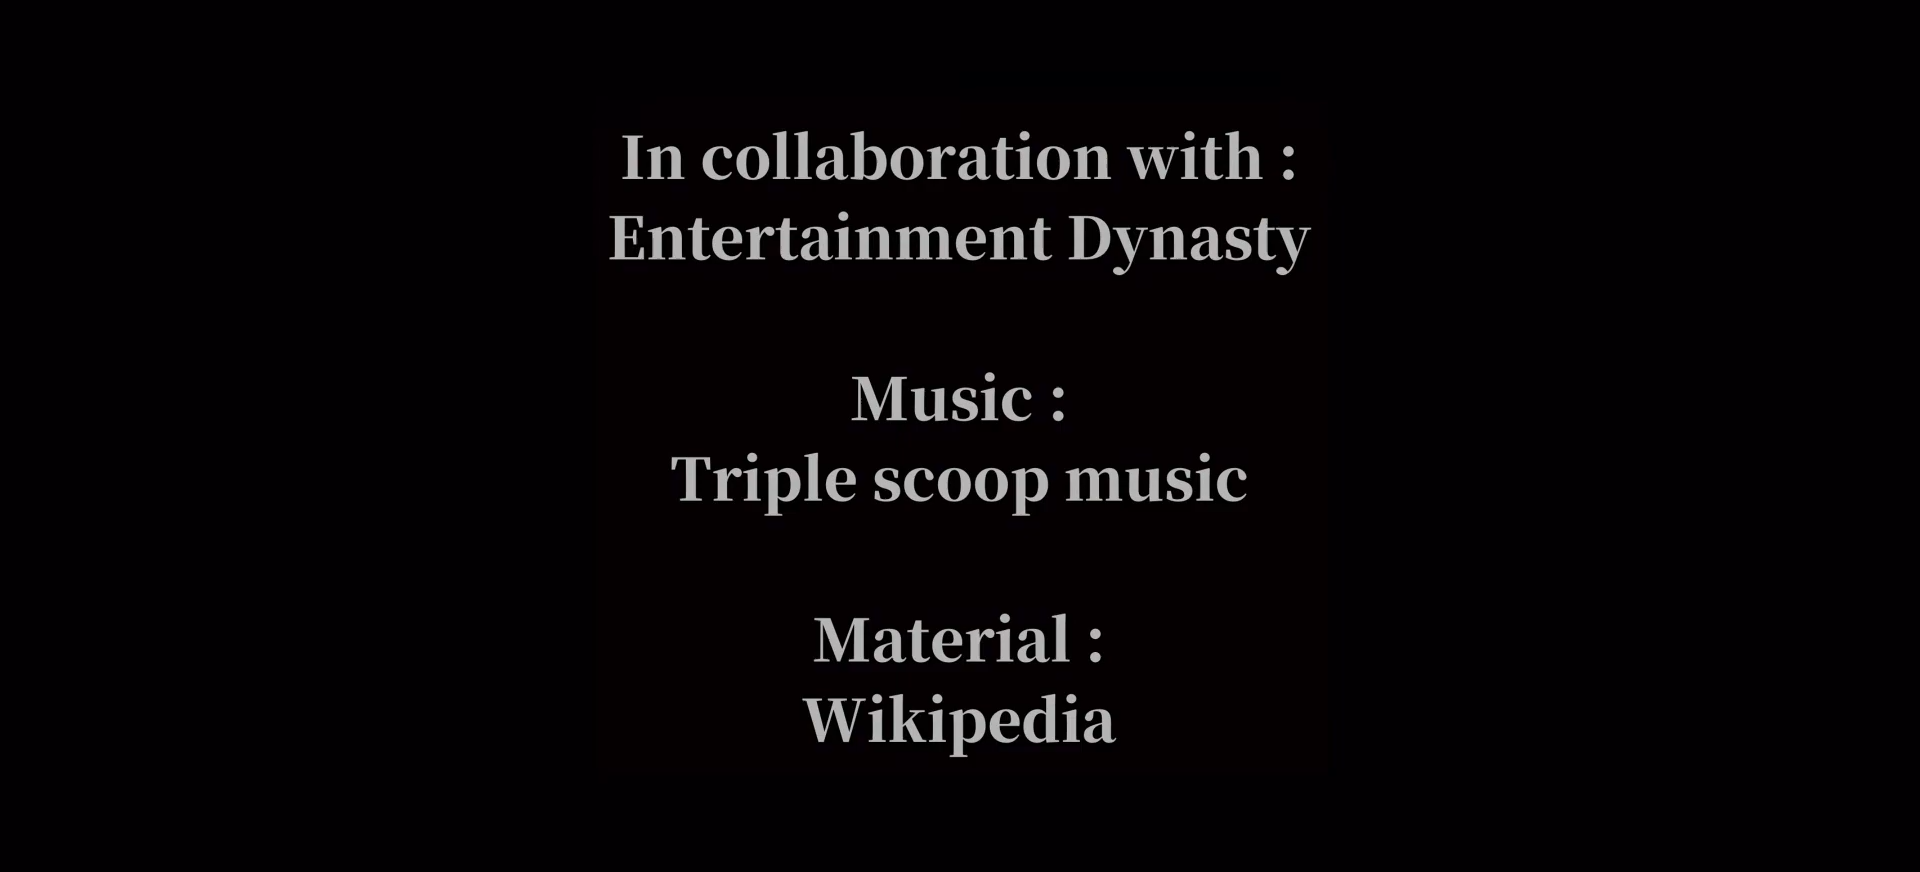 In collaboration with :
Entertainment Dynasty
Music :
Triple scoop music
Material :
Wikipedia